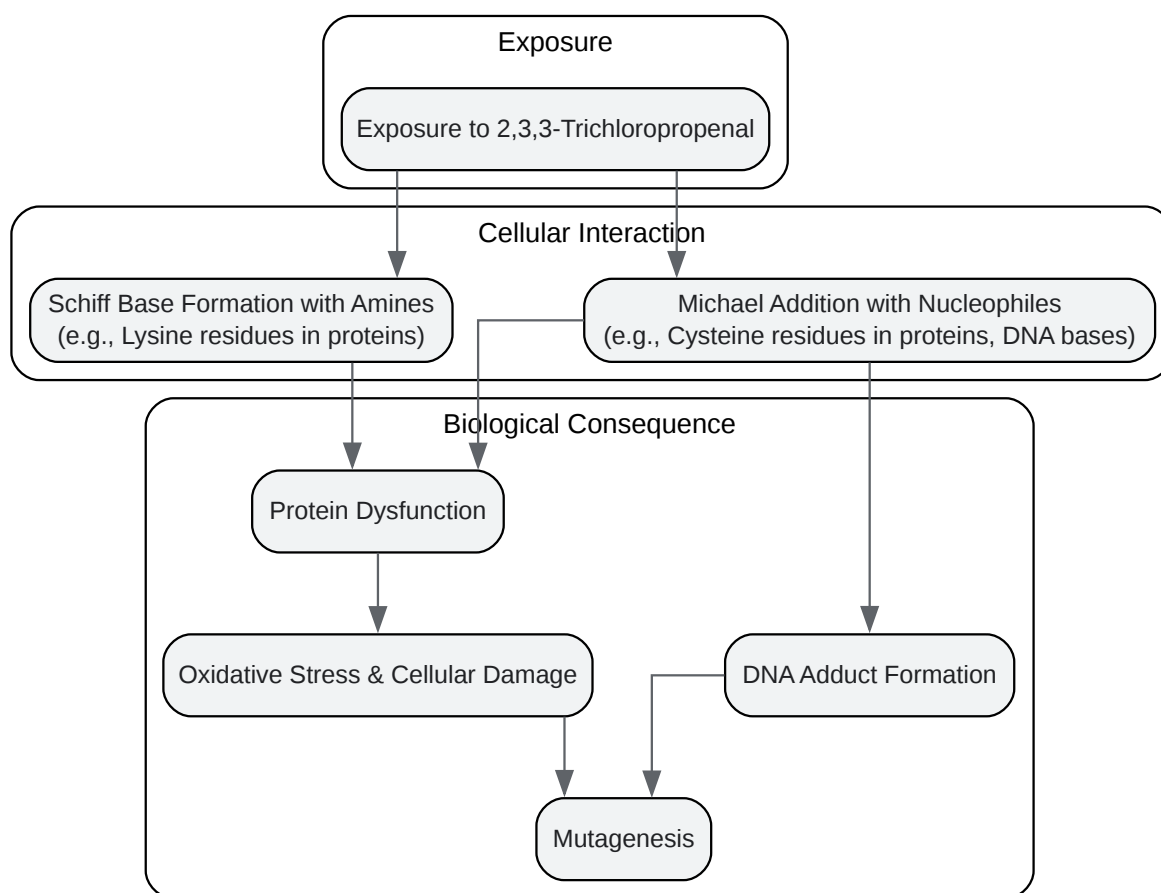 Exposure
Exposure to 2,3,3-Trichloropropenal
Cellular Interaction
Schiff Base Formation with Amines
(e.g., Lysine residues in proteins)
Michael Addition with Nucleophiles
(e.g., Cysteine residues in proteins, DNA bases)
Biological Consequence
Protein Dysfunction
Oxidative Stress & Cellular Damage
DNA Adduct Formation
Mutagenesis